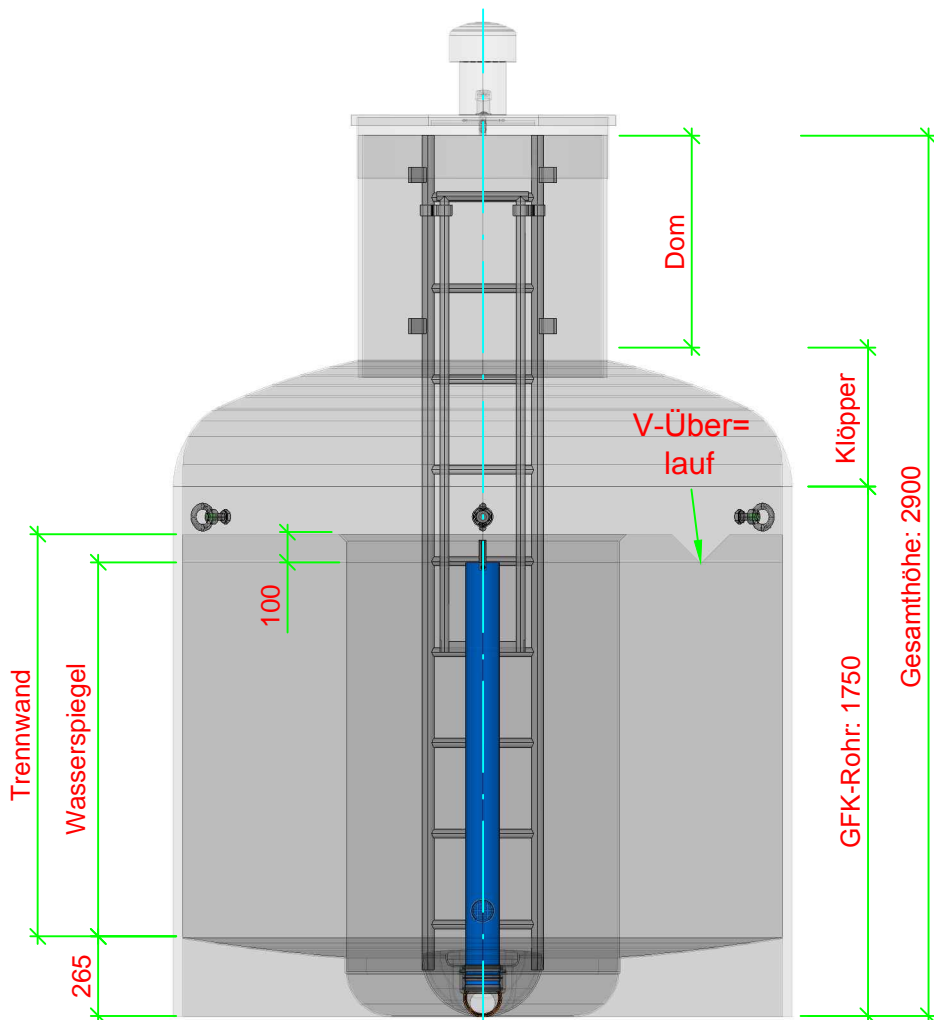 Dom
Klöpper
V-Über=
lauf
Gesamthöhe: 2900
100
Trennwand
Wasserspiegel
GFK-Rohr: 1750
265